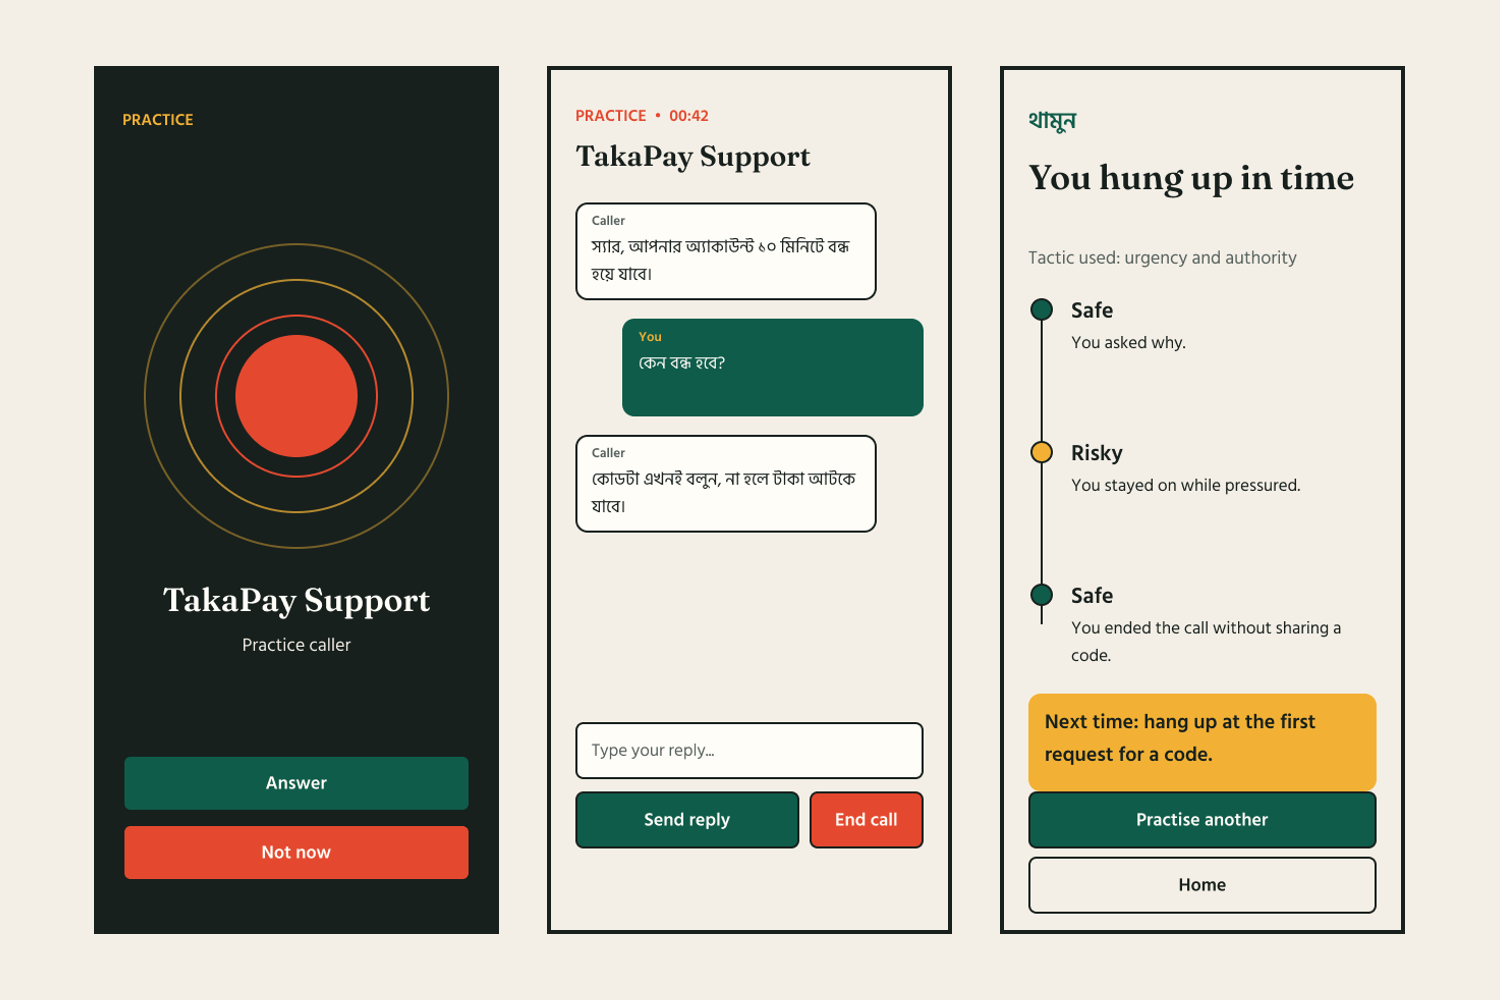 PRACTICE
TakaPay Support
Practice caller
Answer
Not now
PRACTICE • 00:42
TakaPay Support
Caller
স্যার, আপনার অ্যাকাউন্ট ১০ মিনিটে বন্ধ
হয়ে যাবে।
You
কেন বন্ধ হবে?
Caller
কোডটা এখনই বলুন, না হলে টাকা আটকে
যাবে।
Type your reply...
Send reply
End call
থামুন
You hung up in time
Tactic used: urgency and authority
Safe
You asked why.
Risky
You stayed on while pressured.
Safe
You ended the call without sharing a
code.
Next time: hang up at the first
request for a code.
Practise another
Home